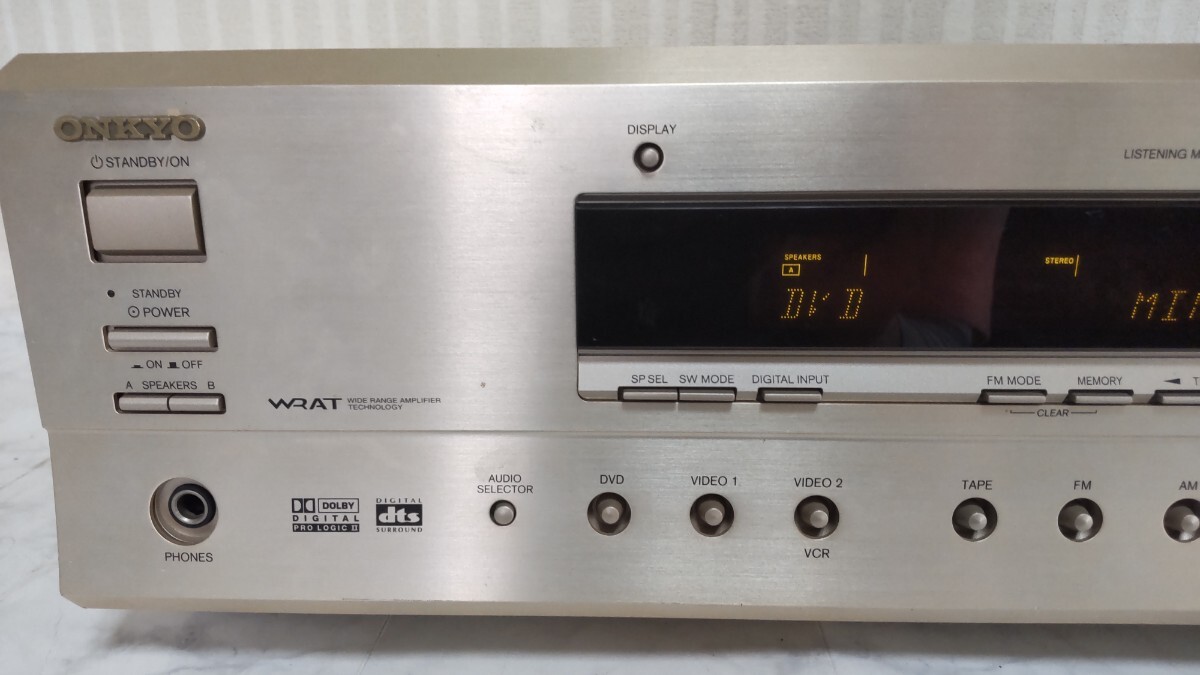 ONKYO
STANDBY/ON
DISPLAY
LISTENING M
SPEAKERS
A
STEREO
DVD
STANDBY
POWER
ON OFF
A SPEAKERS B
SP SEL SW MODE DIGITAL INPUT FM MODE MEMORY
CLEAR
WRAT WIDE RANGE AMPLIFIER
TECHNOLOGY
PHONES
DOLBY
DIGITAL
PRO LOGIC II
DIGITAL
dts
SURROUND
AUDIO
SELECTOR
DVD VIDEO 1 VIDEO 2 TAPE FM AM
VCR